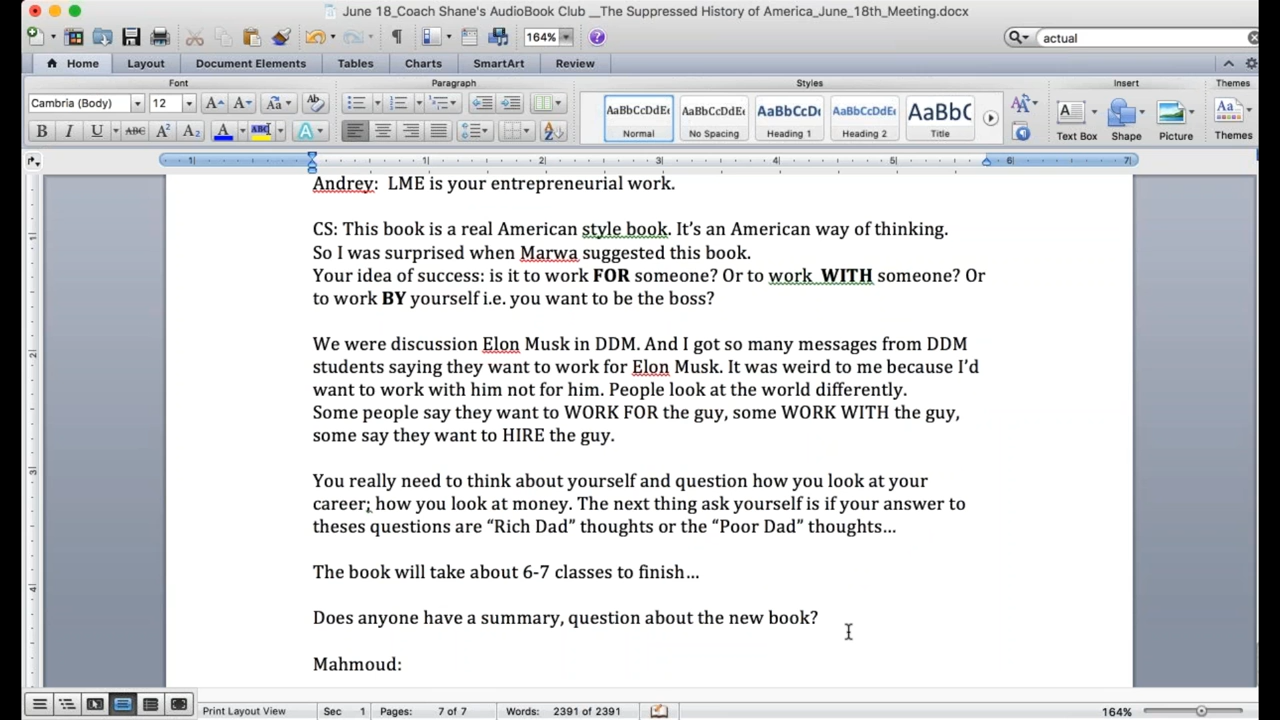 June 18_Coach Shane's AudioBook Club __The Suppressed History of America_June_18th_Meeting.docx
164%
actual
Home Layout Document Elements Tables Charts SmartArt Review
Font Paragraph Styles Insert Themes
Cambria (Body) 12
AaBbCcDdEe AaBbCcDdEe AaBbCcDc AaBbCcDdEe AaBbC Aa
Normal No Spacing Heading 1 Heading 2 Title Text Box Shape Picture Themes
1 1 2 3 4 5 6 7
Andrey: LME is your entrepreneurial work.
CS: This book is a real American style book. It’s an American way of thinking.
So I was surprised when Marwa suggested this book.
Your idea of success: is it to work FOR someone? Or to work WITH someone? Or
to work BY yourself i.e. you want to be the boss?
We were discussion Elon Musk in DDM. And I got so many messages from DDM
students saying they want to work for Elon Musk. It was weird to me because I’d
want to work with him not for him. People look at the world differently.
Some people say they want to WORK FOR the guy, some WORK WITH the guy,
some say they want to HIRE the guy.
You really need to think about yourself and question how you look at your
career; how you look at money. The next thing ask yourself is if your answer to
theses questions are “Rich Dad” thoughts or the “Poor Dad” thoughts…
The book will take about 6-7 classes to finish…
Does anyone have a summary, question about the new book?
Mahmoud:
Print Layout View Sec 1 Pages: 7 of 7 Words: 2391 of 2391 164%